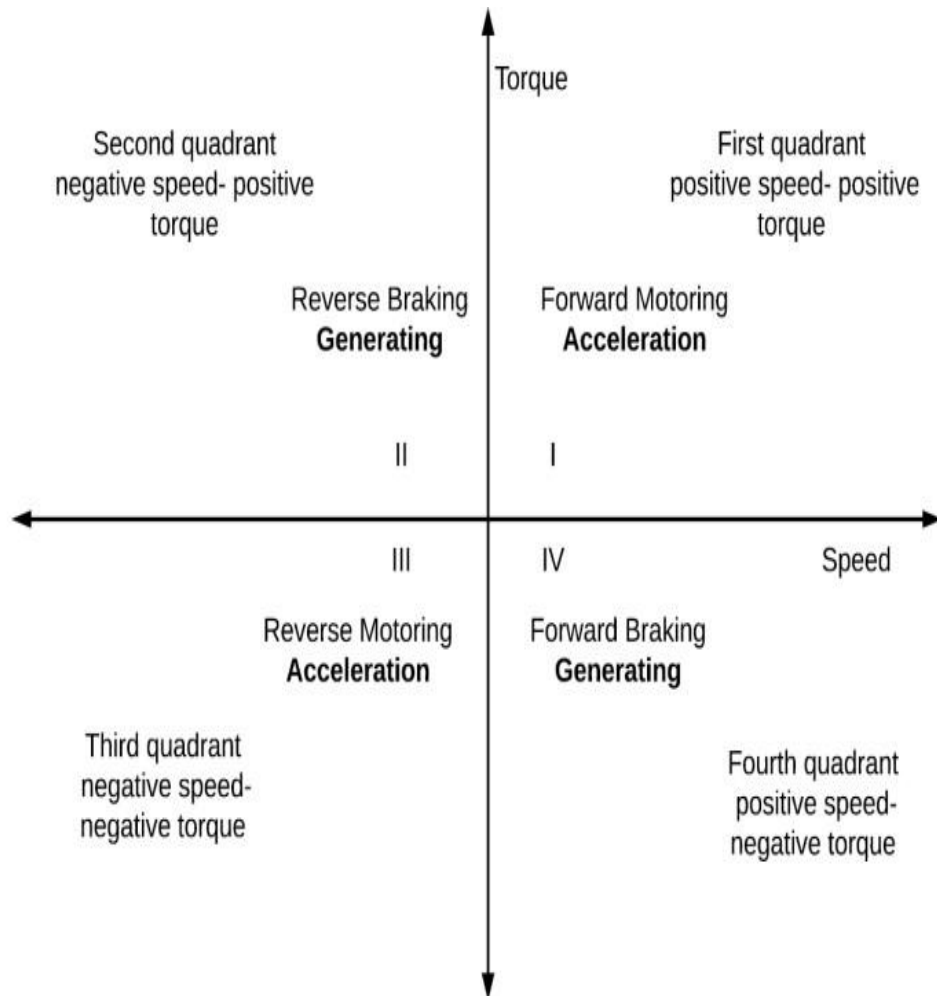 Torque
Second quadrant
negative speed- positive
torque
First quadrant
positive speed- positive
torque
Reverse Braking
Generating
Forward Motoring
Acceleration
II
I
III
IV
Speed
Reverse Motoring
Acceleration
Forward Braking
Generating
Third quadrant
negative speed-
negative torque
Fourth quadrant
positive speed-
negative torque